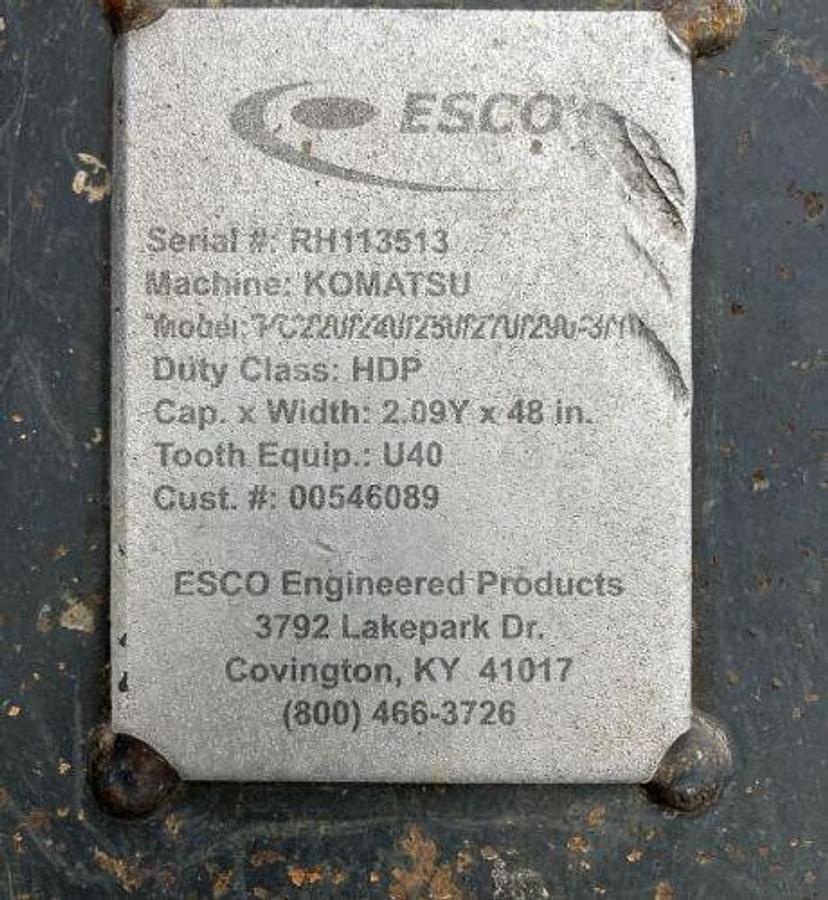 ESCO
Serial #: RH113513
Machine: KOMATSU
Model: PC220/240/250/270/290-3/
Duty Class: HDP
Cap. x Width: 2.09Y x 48 in.
Tooth Equip.: U40
Cust. #: 00546089
ESCO Engineered Products
3792 Lakepark Dr.
Covington, KY 41017
(800) 466-3726